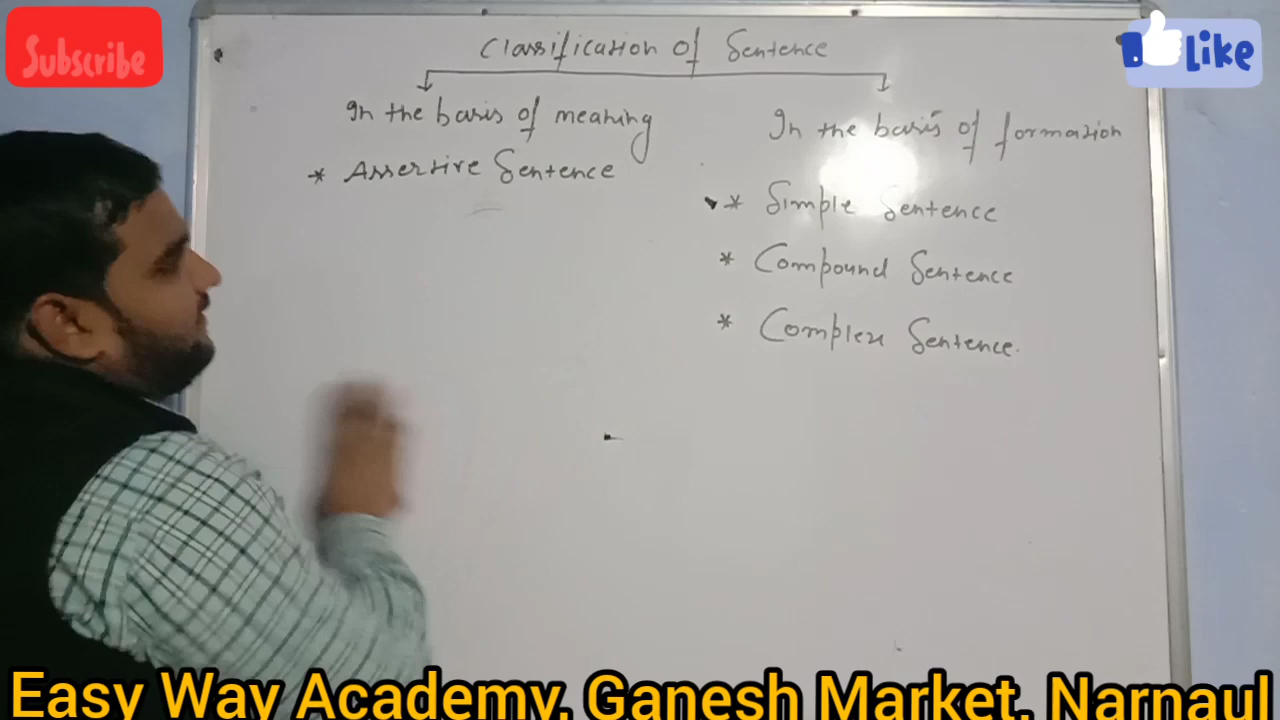 Subscribe
Like
Classification of Sentence
In the basis of meaning
* Assertive Sentence
In the basis of formation
* Simple Sentence
* Compound Sentence
* Complex Sentence.
Easy Way Academy, Ganesh Market, Narnaul